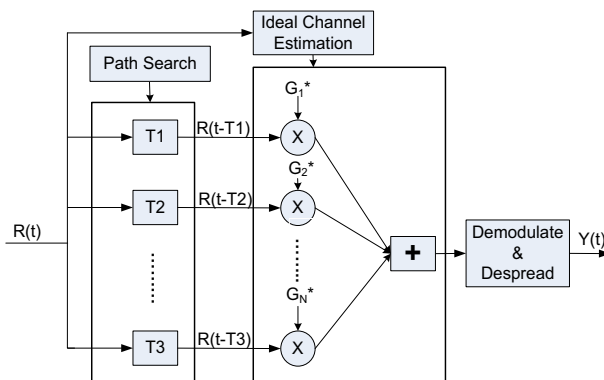 Ideal Channel
Estimation
Path Search
G1*
T1
R(t-T1)
X
G2*
T2
R(t-T2)
X
R(t)
+
Demodulate
&
Despread
Y(t)
GN*
T3
R(t-T3)
X